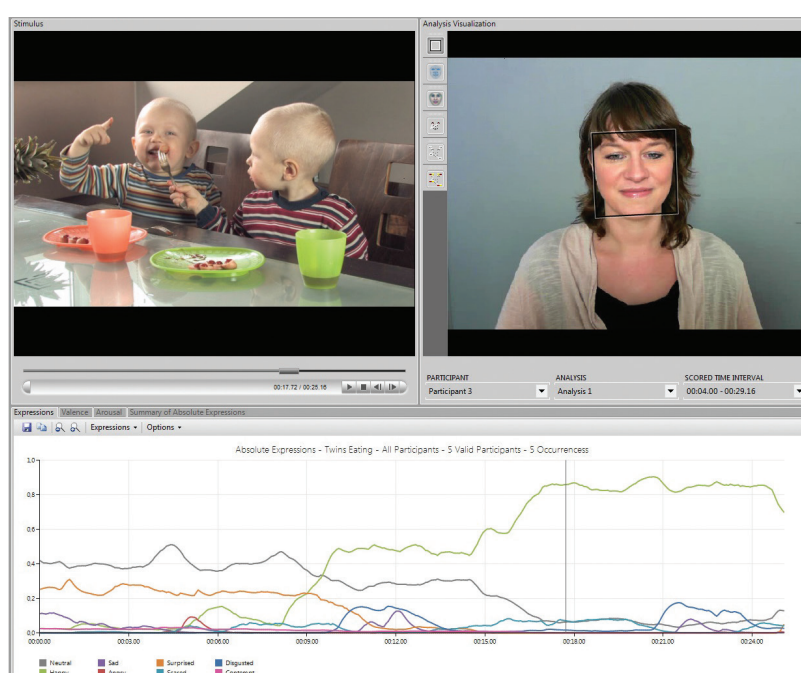 Stimulus
Analysis Visualization
00:17.72 / 00:25.16
PARTICIPANT
ANALYSIS
SCORED TIME INTERVAL
Participant 3
Analysis 1
00:04.00 - 00:29.16
Expressions Valence Arousal Summary of Absolute Expressions
Expressions Options
Absolute Expressions - Twins Eating - All Participants - 5 Valid Participants - 5 Occurrencess
1.0
0.8
0.6
0.4
0.2
0.0
00:00.00 00:03.00 00:06.00 00:09.00 00:12.00 00:15.00 00:18.00 00:21.00 00:24.00
Neutral Sad Surprised Disgusted
Happy Angry Scared Contempt